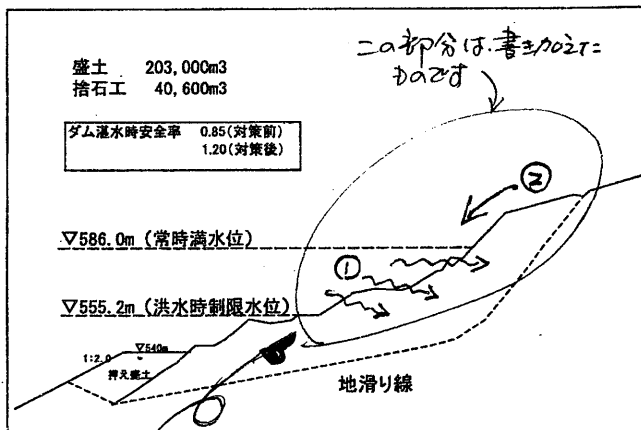 この部分は、書き加えた
ものです
盛土 203,000m3
捨石工 40,600m3
ダム湛水時安全率 0.85(対策前)
1.20(対策後)
②
▽586.0m (常時満水位)
①
▽555.2m (洪水時制限水位)
▽540m
1:2.0
押え盛土
地滑り線